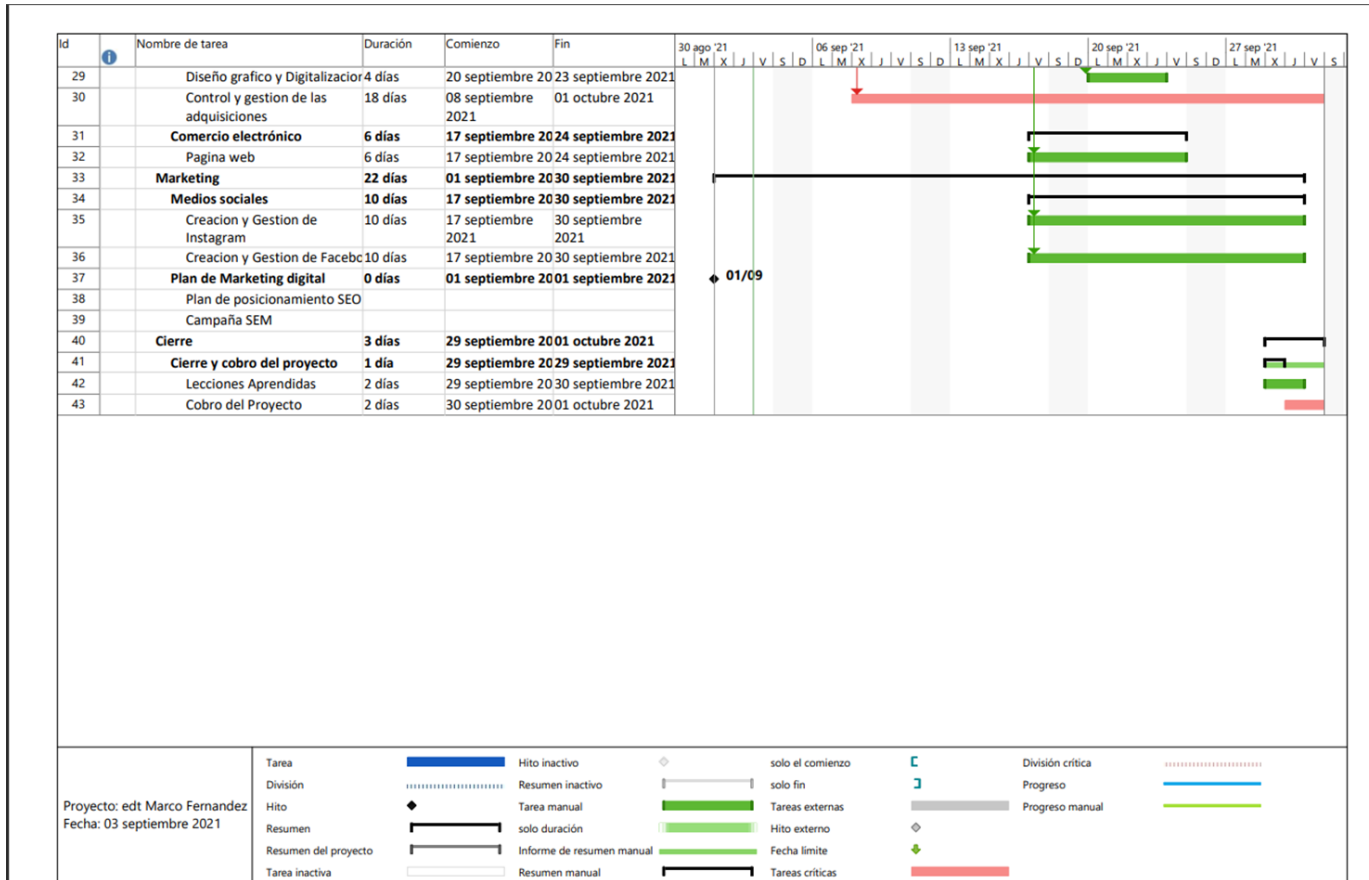 Id Nombre de tarea Duración Comienzo Fin 30 ago '21 06 sep '21 13 sep '21 20 sep '21 27 sep '21
L M X J V S D L M X J V S D L M X J V S D L M X J V S D L M X J V S
29 Diseño grafico y Digitalizacion 4 días 20 septiembre 20 23 septiembre 2021
30 Control y gestion de las 18 días 08 septiembre 01 octubre 2021
adquisiciones 2021
31 Comercio electrónico 6 días 17 septiembre 20 24 septiembre 2021
32 Pagina web 6 días 17 septiembre 20 24 septiembre 2021
33 Marketing 22 días 01 septiembre 20 30 septiembre 2021
34 Medios sociales 10 días 17 septiembre 20 30 septiembre 2021
35 Creacion y Gestion de 10 días 17 septiembre 30 septiembre
Instagram 2021 2021
36 Creacion y Gestion de Facebo 10 días 17 septiembre 20 30 septiembre 2021
37 Plan de Marketing digital 0 días 01 septiembre 20 01 septiembre 2021 01/09
38 Plan de posicionamiento SEO
39 Campaña SEM
40 Cierre 3 días 29 septiembre 20 01 octubre 2021
41 Cierre y cobro del proyecto 1 día 29 septiembre 20 29 septiembre 2021
42 Lecciones Aprendidas 2 días 29 septiembre 20 30 septiembre 2021
43 Cobro del Proyecto 2 días 30 septiembre 20 01 octubre 2021
Proyecto: edt Marco Fernandez
Fecha: 03 septiembre 2021
Tarea Hito inactivo solo el comienzo División crítica
División Resumen inactivo solo fin Progreso
Hito Tarea manual Tareas externas Progreso manual
Resumen solo duración Hito externo
Resumen del proyecto Informe de resumen manual Fecha límite
Tarea inactiva Resumen manual Tareas críticas